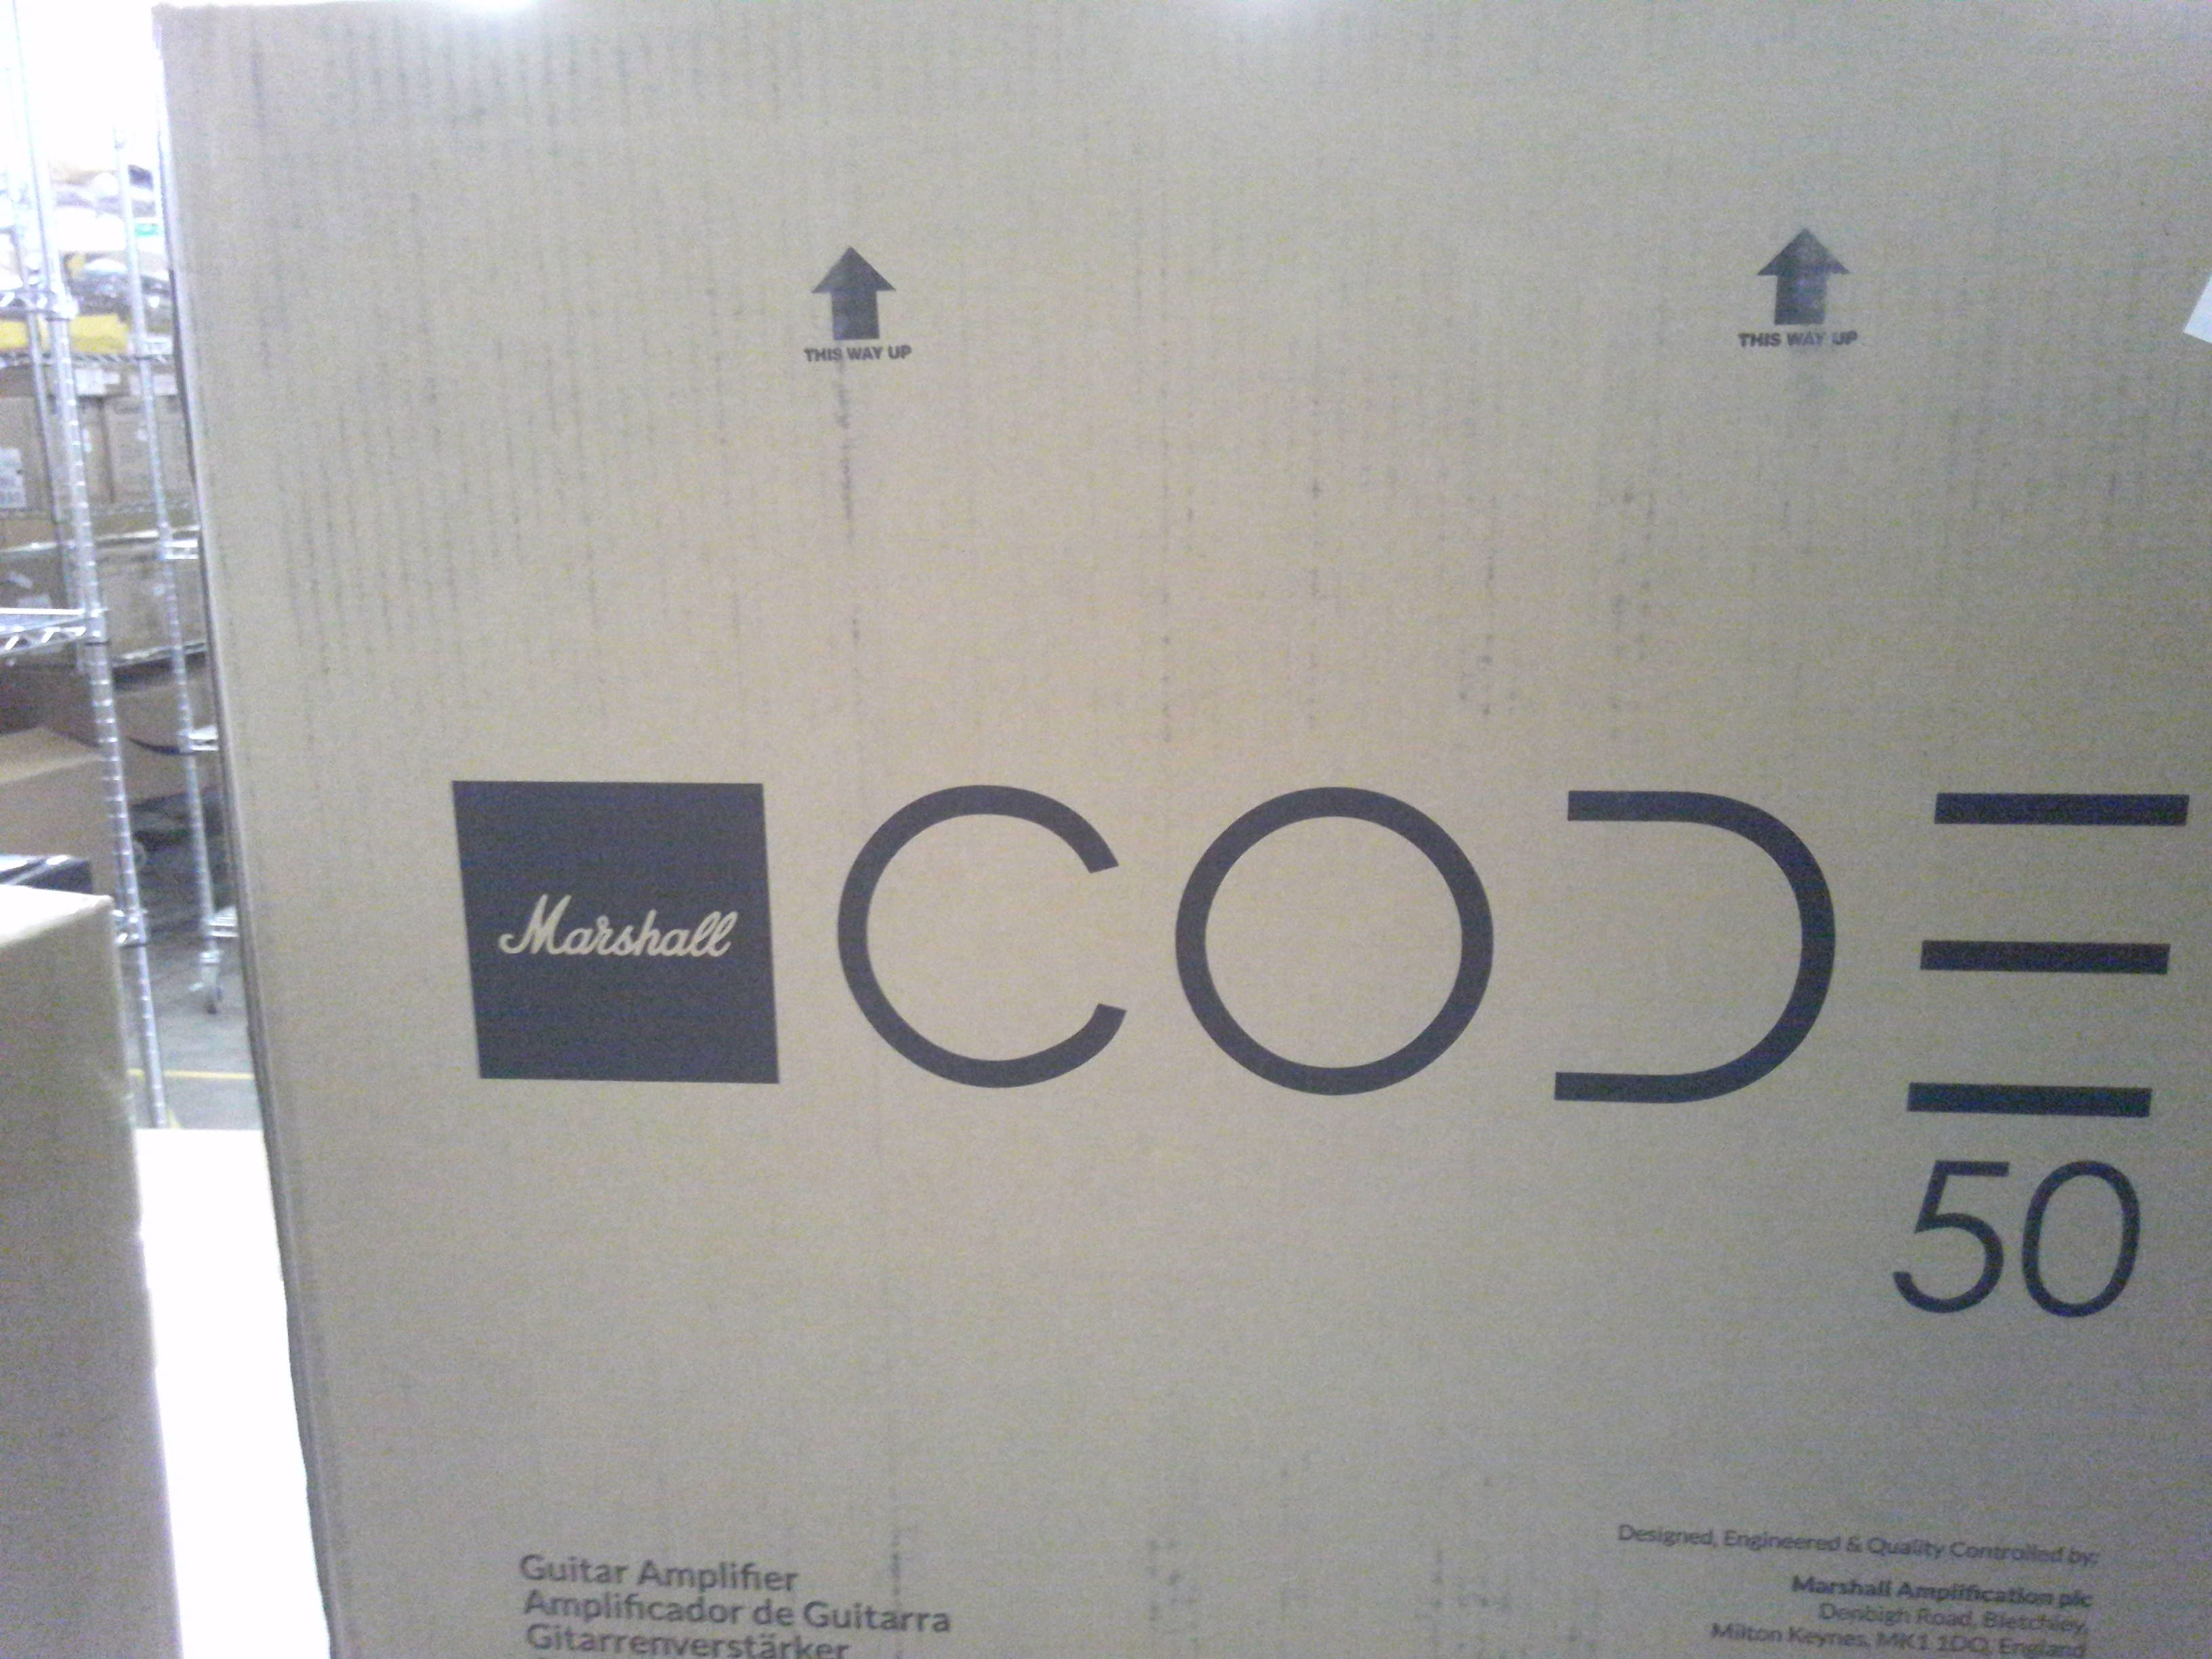 THIS WAY UP
THIS WAY UP
Marshall
CODE
50
Guitar Amplifier
Amplificador de Guitarra
Gitarrenverstärker
Designed, Engineered & Quality Controlled by:
Marshall Amplification plc
Denbigh Road, Bletchley,
Milton Keynes, MK1 1DQ, England